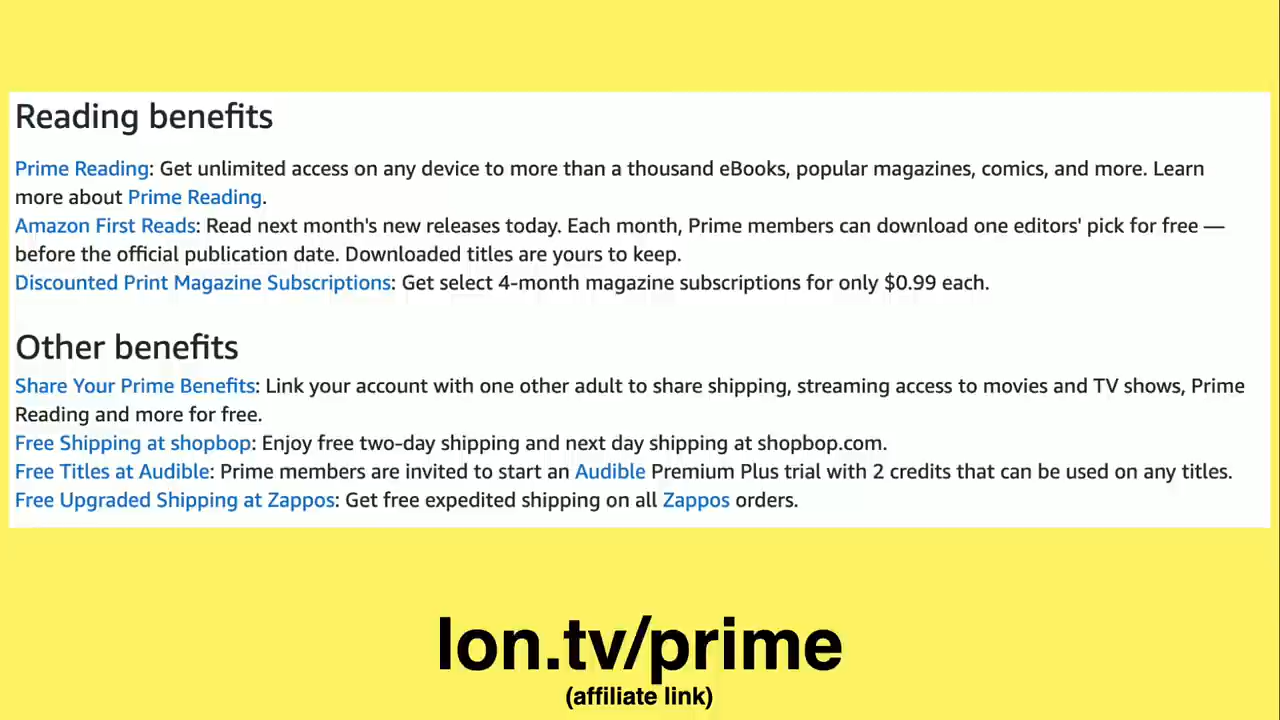 Reading benefits
Prime Reading: Get unlimited access on any device to more than a thousand eBooks, popular magazines, comics, and more. Learn
more about Prime Reading.
Amazon First Reads: Read next month's new releases today. Each month, Prime members can download one editors' pick for free —
before the official publication date. Downloaded titles are yours to keep.
Discounted Print Magazine Subscriptions: Get select 4-month magazine subscriptions for only $0.99 each.
Other benefits
Share Your Prime Benefits: Link your account with one other adult to share shipping, streaming access to movies and TV shows, Prime
Reading and more for free.
Free Shipping at shopbop: Enjoy free two-day shipping and next day shipping at shopbop.com.
Free Titles at Audible: Prime members are invited to start an Audible Premium Plus trial with 2 credits that can be used on any titles.
Free Upgraded Shipping at Zappos: Get free expedited shipping on all Zappos orders.
lon.tv/prime
(affiliate link)